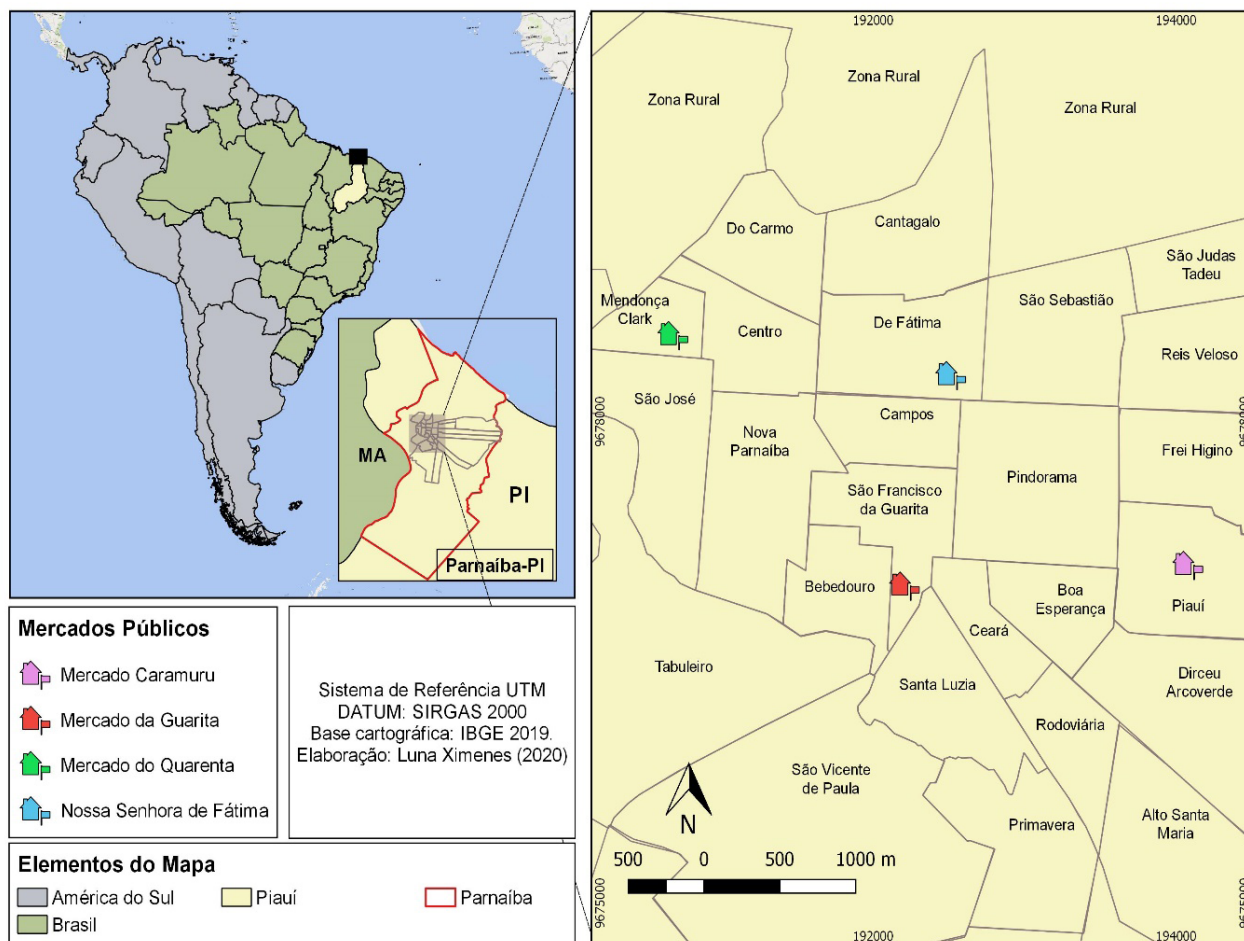 MA
PI
Parnaíba-PI
Mercados Públicos
Mercado Caramuru
Mercado da Guarita
Mercado do Quarenta
Nossa Senhora de Fátima
Sistema de Referência UTM
DATUM: SIRGAS 2000
Base cartográfica: IBGE 2019.
Elaboração: Luna Ximenes (2020)
Elementos do Mapa
América do Sul
Piauí
Parnaíba
Brasil
192000
194000
Zona Rural
Zona Rural
Zona Rural
Do Carmo
Cantagalo
São Judas
Tadeu
Mendonça
Clark
Centro
De Fátima
São Sebastião
Reis Veloso
São José
Nova
Parnaíba
Campos
9678000
9678000
Frei Higino
Pindorama
São Francisco
da Guarita
Bebedouro
Boa
Esperança
Piauí
Ceará
Tabuleiro
Santa Luzia
Dirceu
Arcoverde
Rodoviária
São Vicente
de Paula
Primavera
Alto Santa
Maria
N
500
0
500
1000 m
9675000
9675000
192000
194000